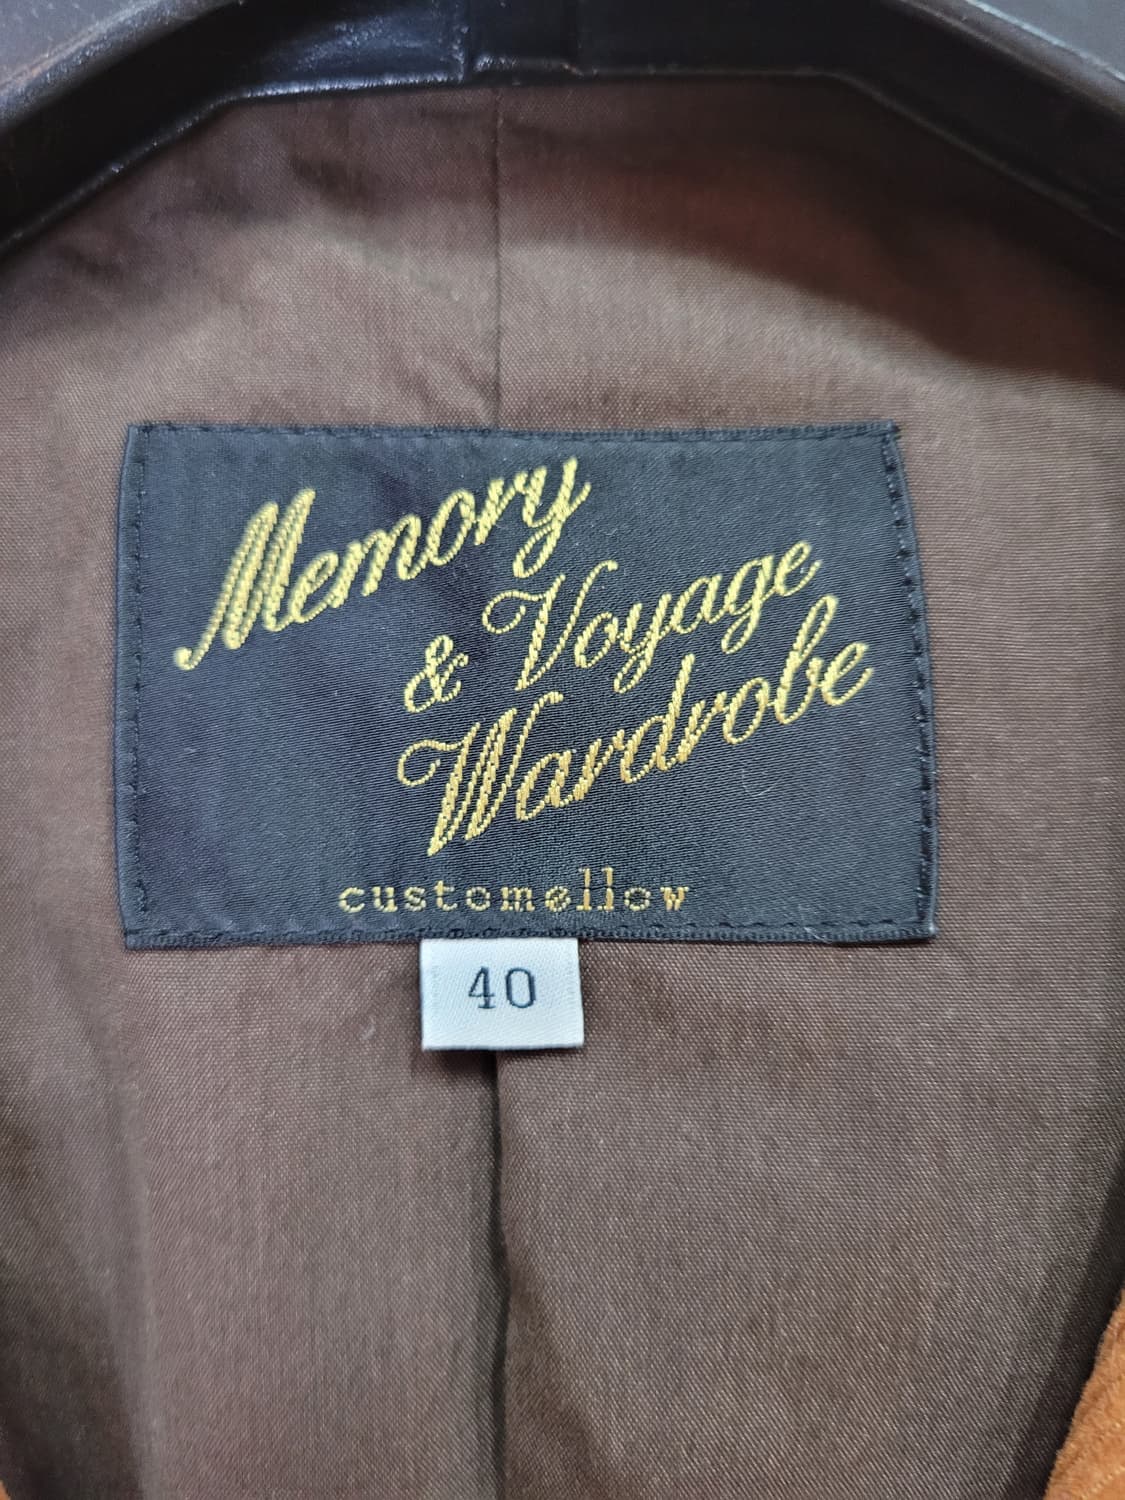 Memory
& Voyage
Wardrobe
customellow
40